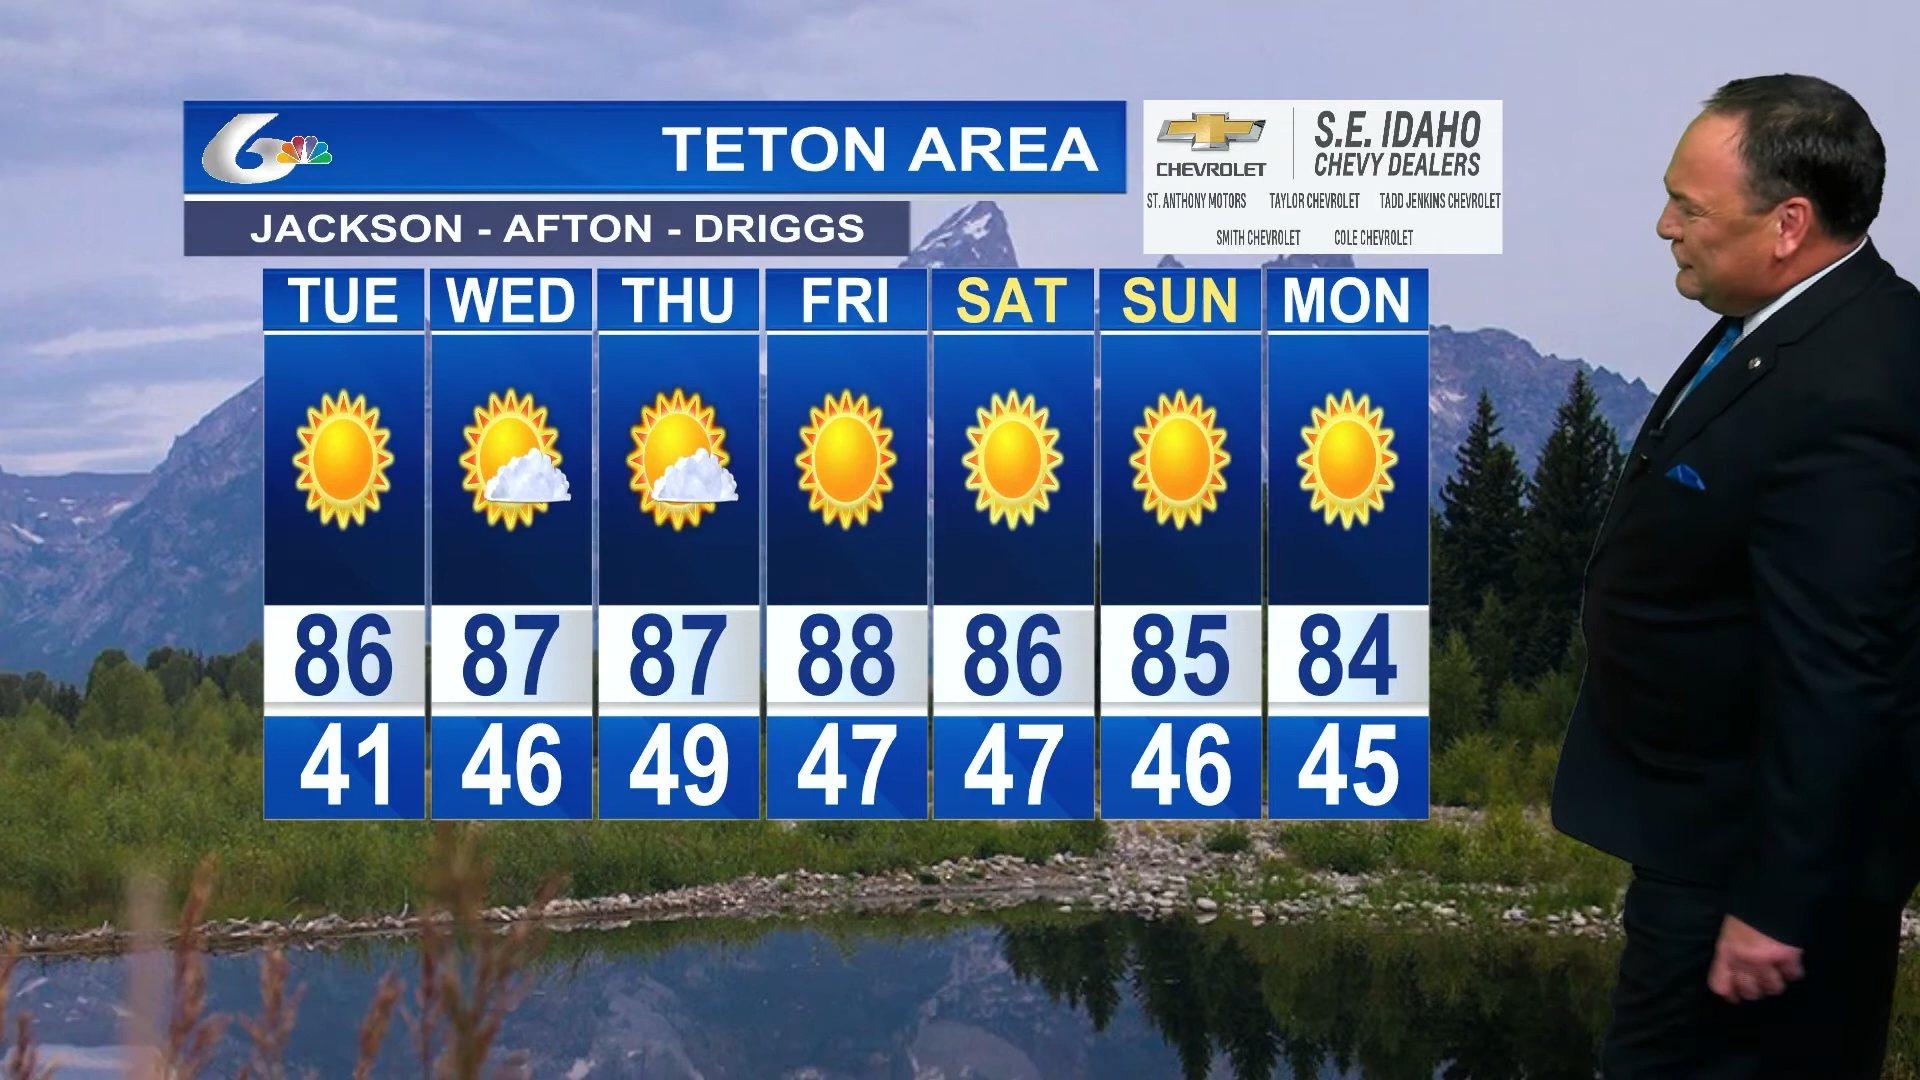 6
TETON AREA
JACKSON - AFTON - DRIGGS
CHEVROLET
S.E. IDAHO
CHEVY DEALERS
ST. ANTHONY MOTORS TAYLOR CHEVROLET TADD JENKINS CHEVROLET
SMITH CHEVROLET COLE CHEVROLET
TUE WED THU FRI SAT SUN MON
86 87 87 88 86 85 84
41 46 49 47 47 46 45